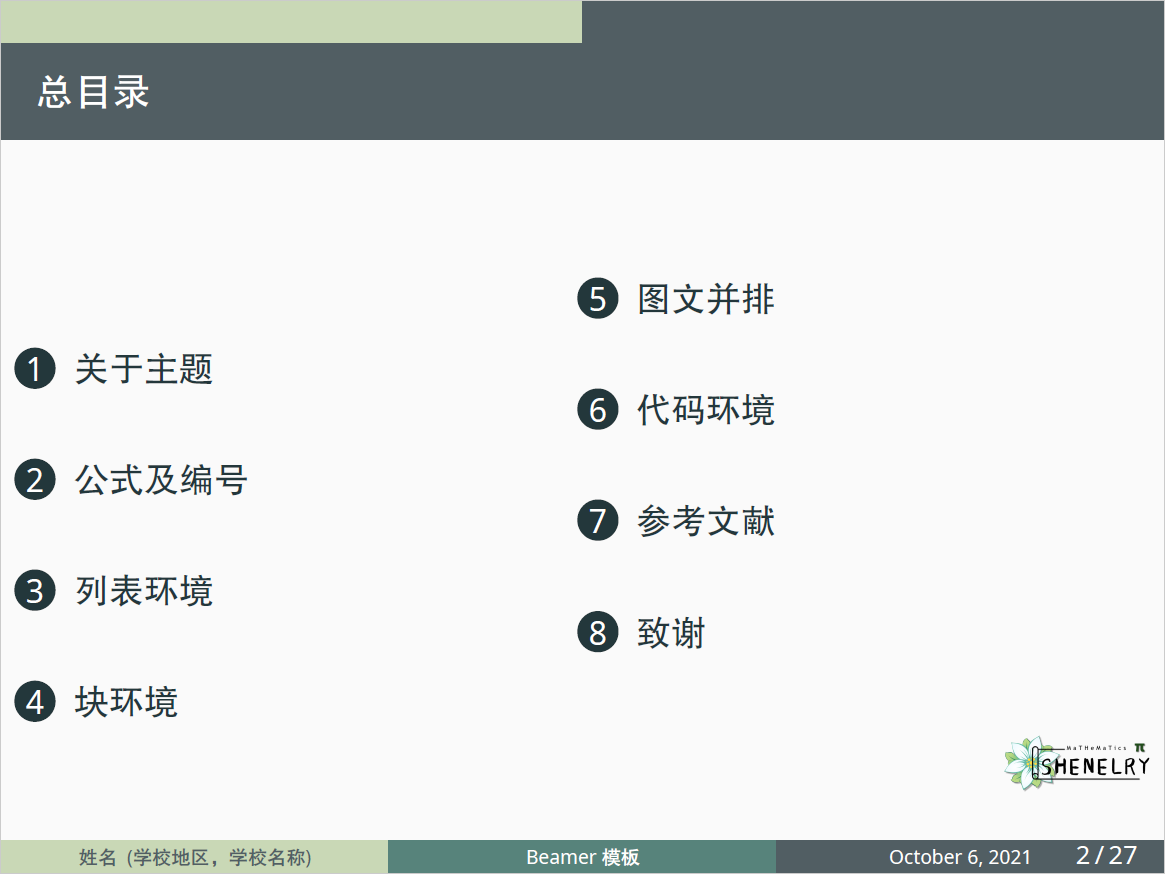 总目录
1 关于主题
2 公式及编号
3 列表环境
4 块环境
5 图文并排
6 代码环境
7 参考文献
8 致谢
MaTHeMaTics π
SHENELRY
姓名 (学校地区，学校名称)
Beamer 模板
October 6, 2021
2 / 27